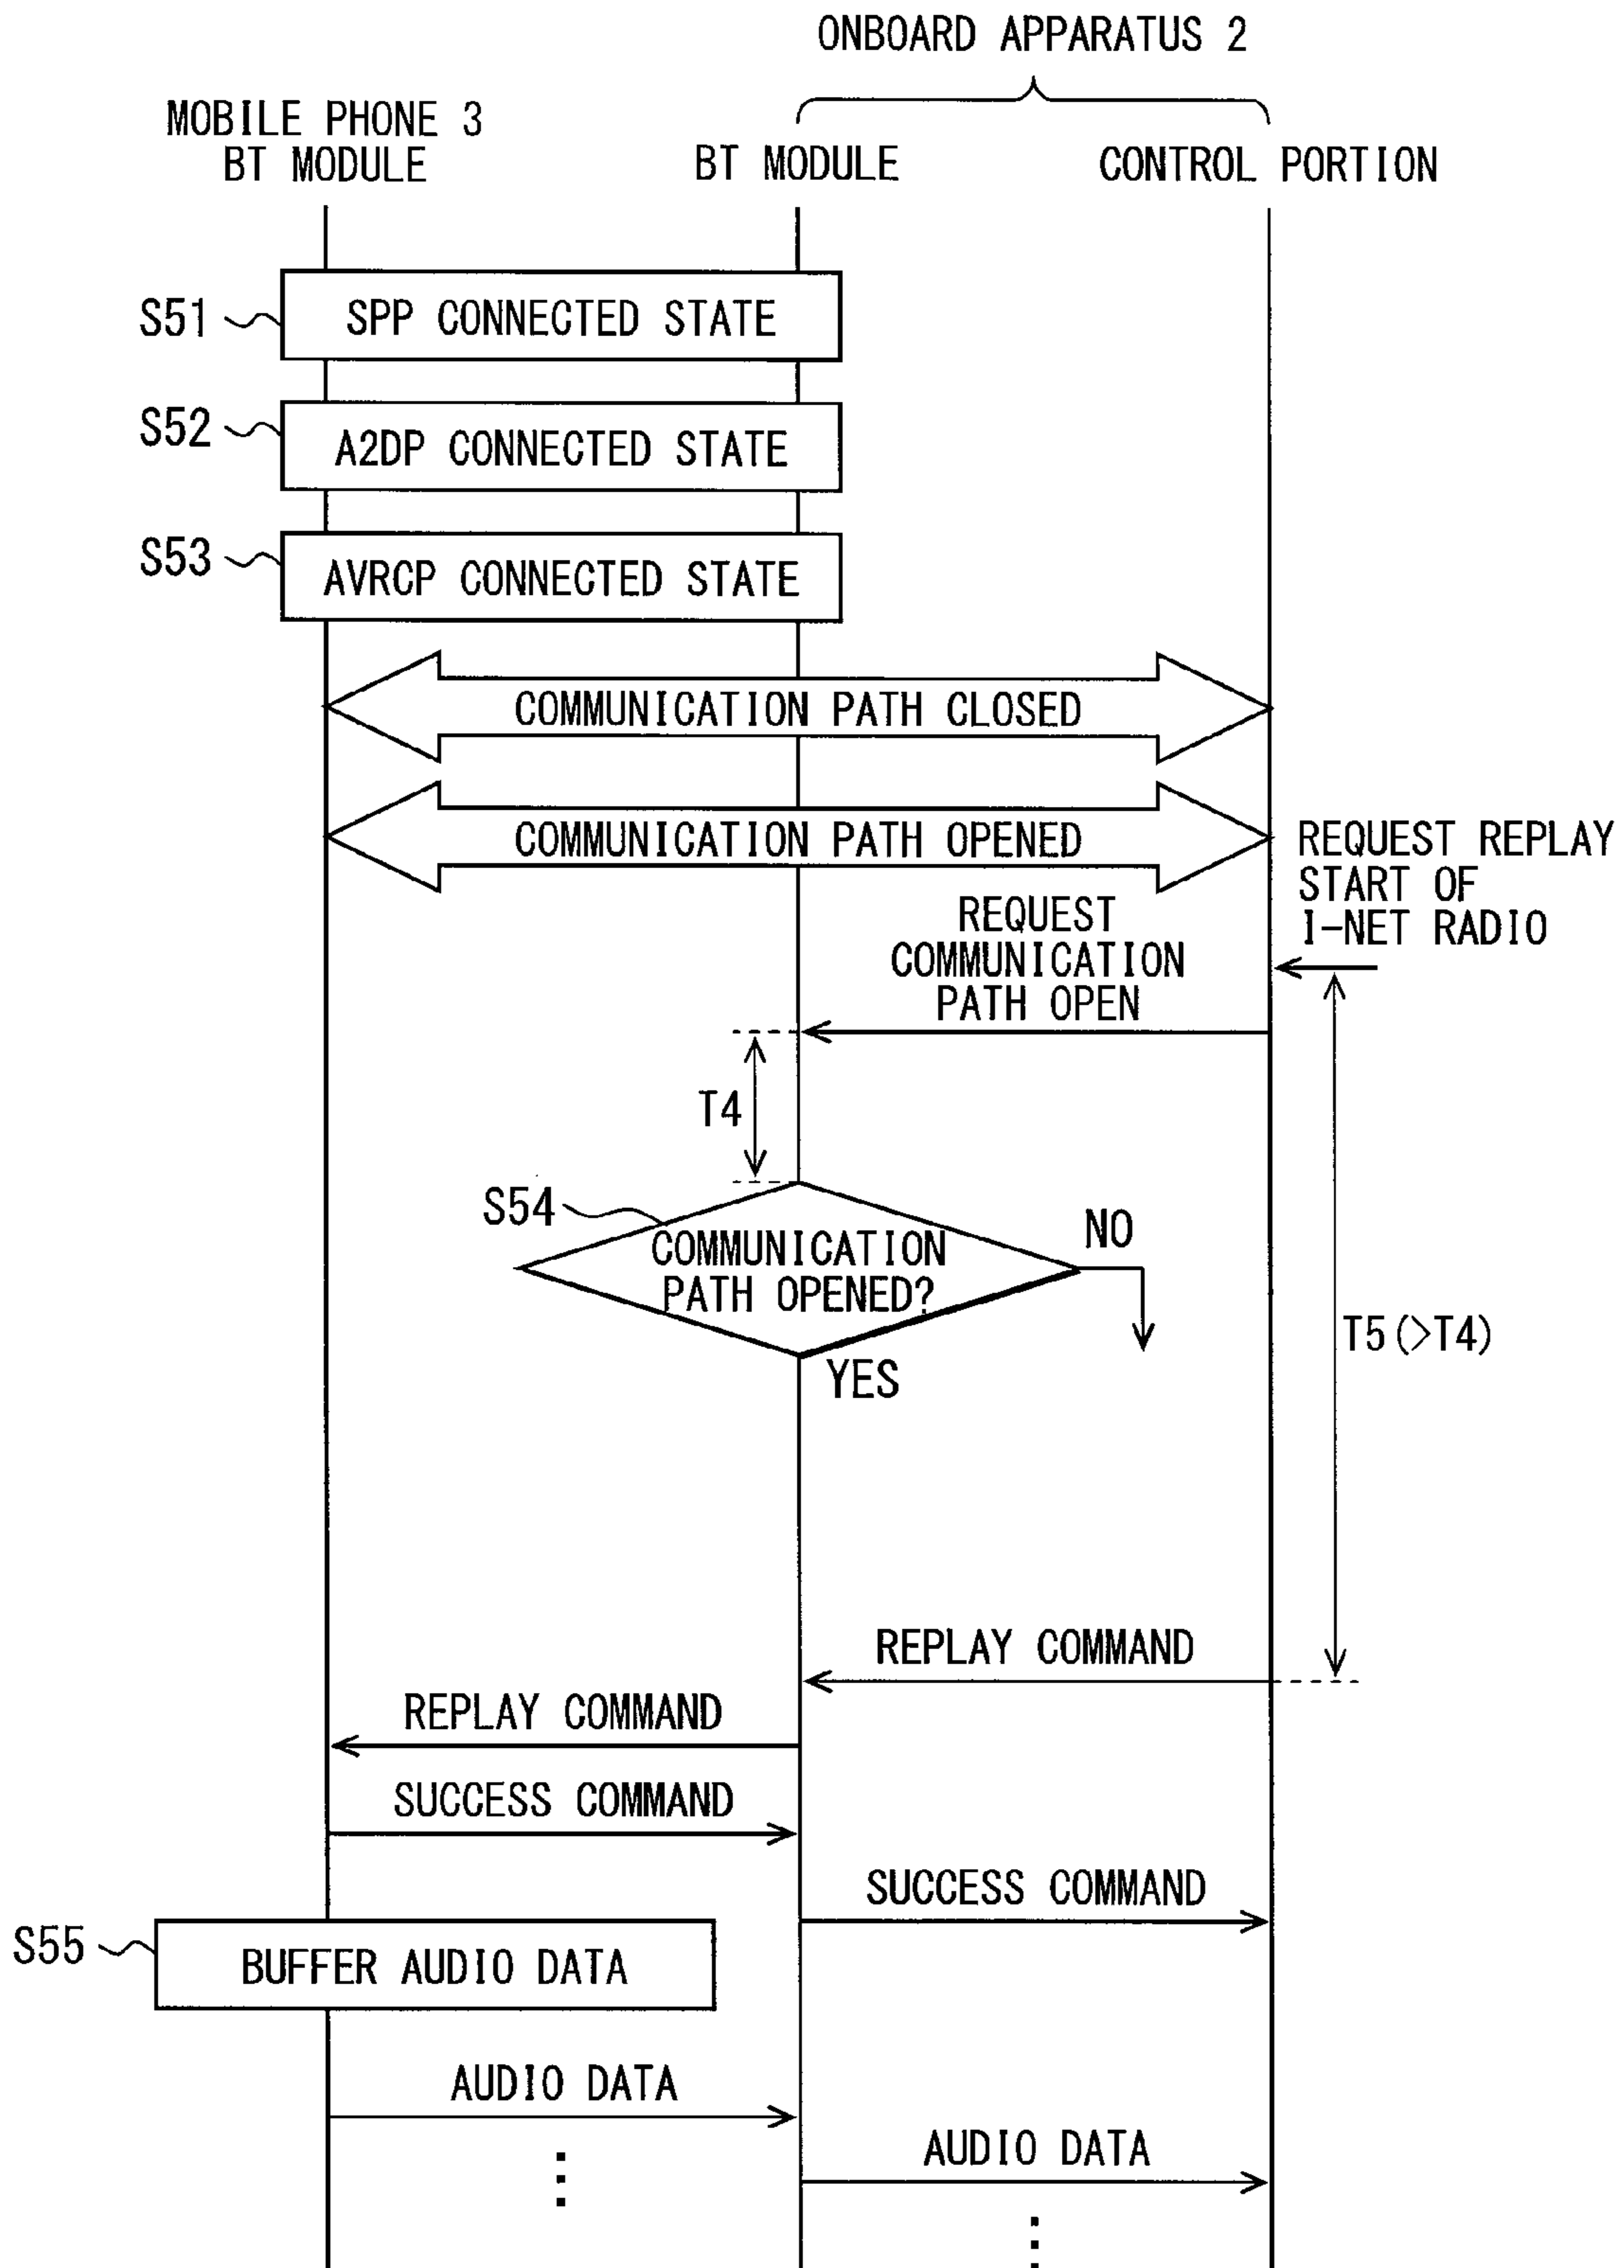 ONBOARD APPARATUS 2
MOBILE PHONE 3
BT MODULE
BT MODULE
CONTROL PORTION
S51
SPP CONNECTED STATE
S52
A2DP CONNECTED STATE
S53
AVRCP CONNECTED STATE
COMMUNICATION PATH CLOSED
COMMUNICATION PATH OPENED
REQUEST REPLAY
START OF
I-NET RADIO
REQUEST
COMMUNICATION
PATH OPEN
T4
S54
COMMUNICATION
PATH OPENED?
NO
YES
T5(>T4)
REPLAY COMMAND
REPLAY COMMAND
SUCCESS COMMAND
SUCCESS COMMAND
S55
BUFFER AUDIO DATA
AUDIO DATA
AUDIO DATA